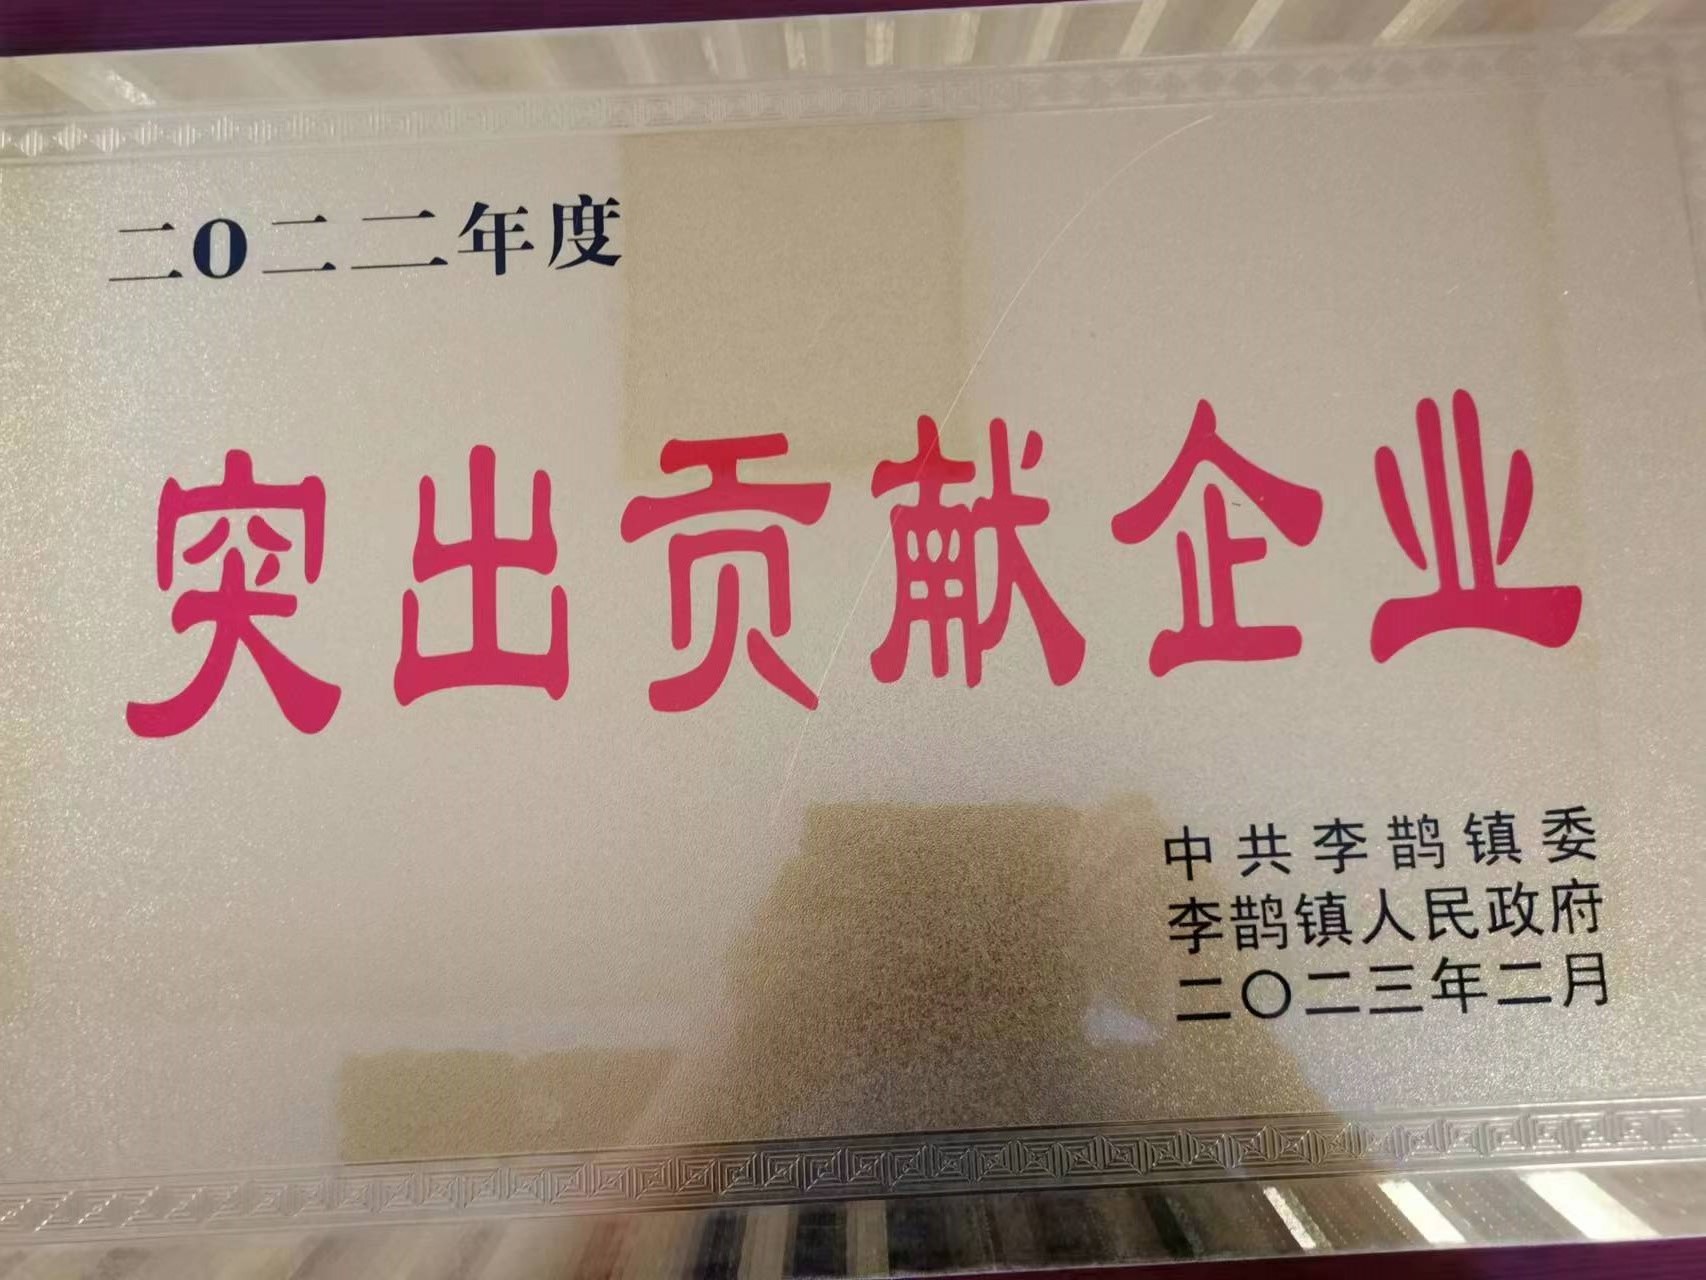 二0二二年度
突出贡献企业
中共李鹊镇委
李鹊镇人民政府
二〇二三年二月